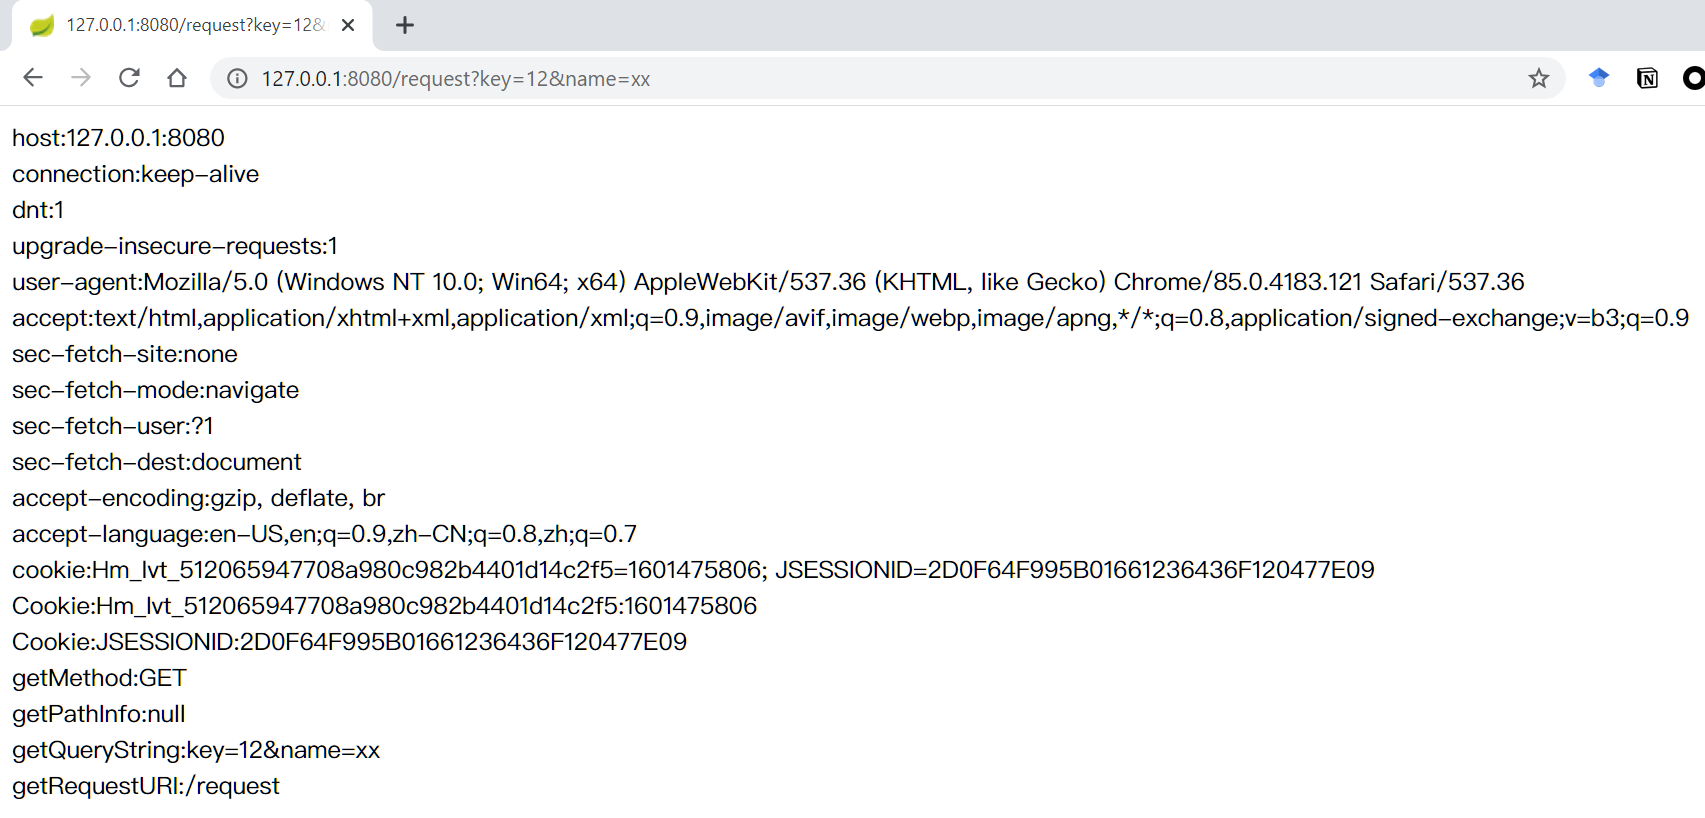 127.0.0.1:8080/request?key=12&
127.0.0.1:8080/request?key=12&name=xx
host:127.0.0.1:8080
connection:keep-alive
dnt:1
upgrade-insecure-requests:1
user-agent:Mozilla/5.0 (Windows NT 10.0; Win64; x64) AppleWebKit/537.36 (KHTML, like Gecko) Chrome/85.0.4183.121 Safari/537.36
accept:text/html,application/xhtml+xml,application/xml;q=0.9,image/avif,image/webp,image/apng,*/*;q=0.8,application/signed-exchange;v=b3;q=0.9
sec-fetch-site:none
sec-fetch-mode:navigate
sec-fetch-user:?1
sec-fetch-dest:document
accept-encoding:gzip, deflate, br
accept-language:en-US,en;q=0.9,zh-CN;q=0.8,zh;q=0.7
cookie:Hm_lvt_512065947708a980c982b4401d14c2f5=1601475806; JSESSIONID=2D0F64F995B01661236436F120477E09
Cookie:Hm_lvt_512065947708a980c982b4401d14c2f5:1601475806
Cookie:JSESSIONID:2D0F64F995B01661236436F120477E09
getMethod:GET
getPathInfo:null
getQueryString:key=12&name=xx
getRequestURI:/request